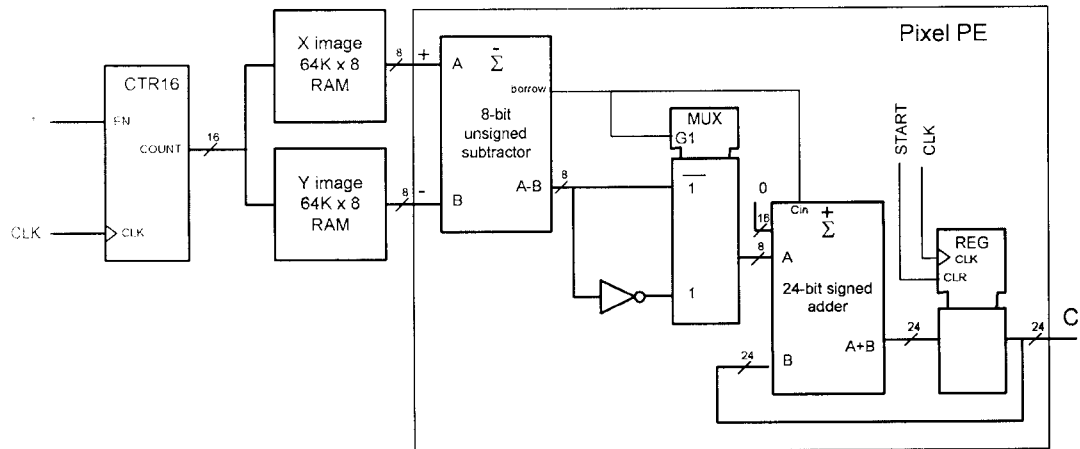 X image
64K x 8
RAM
Pixel PE
CTR16
EN
COUNT
16
CLK
CLK
8
+
Y image
64K x 8
RAM
8
-
A
-
Σ
borrow
8-bit
unsigned
subtractor
B
A-B
8
MUX
G1
1
1
0
16
8
Cin
+
Σ
A
24-bit signed
adder
B
A+B
24
24
START
CLK
REG
CLK
CLR
24
C